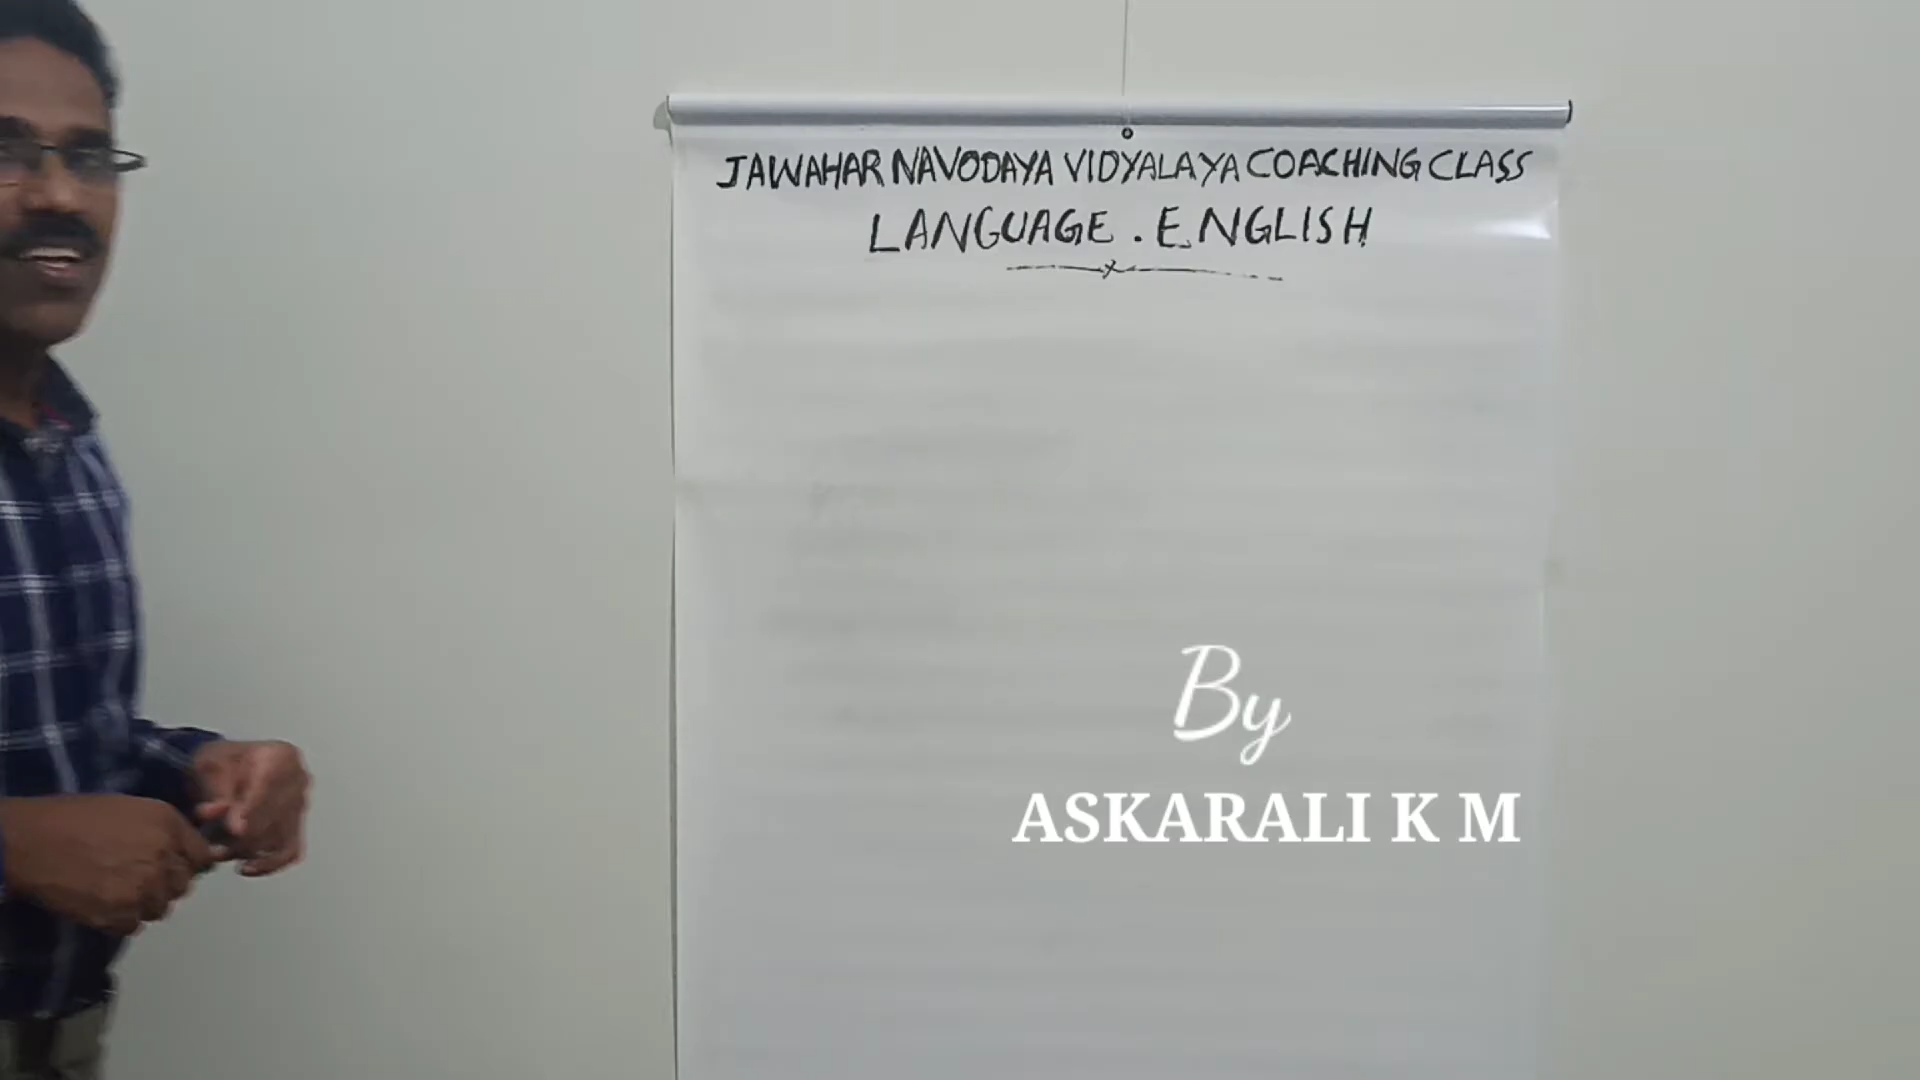 JAWAHAR NAVODAYA VIDYALAYA COACHING CLASS
LANGUAGE . ENGLISH
By
ASKARALI K M